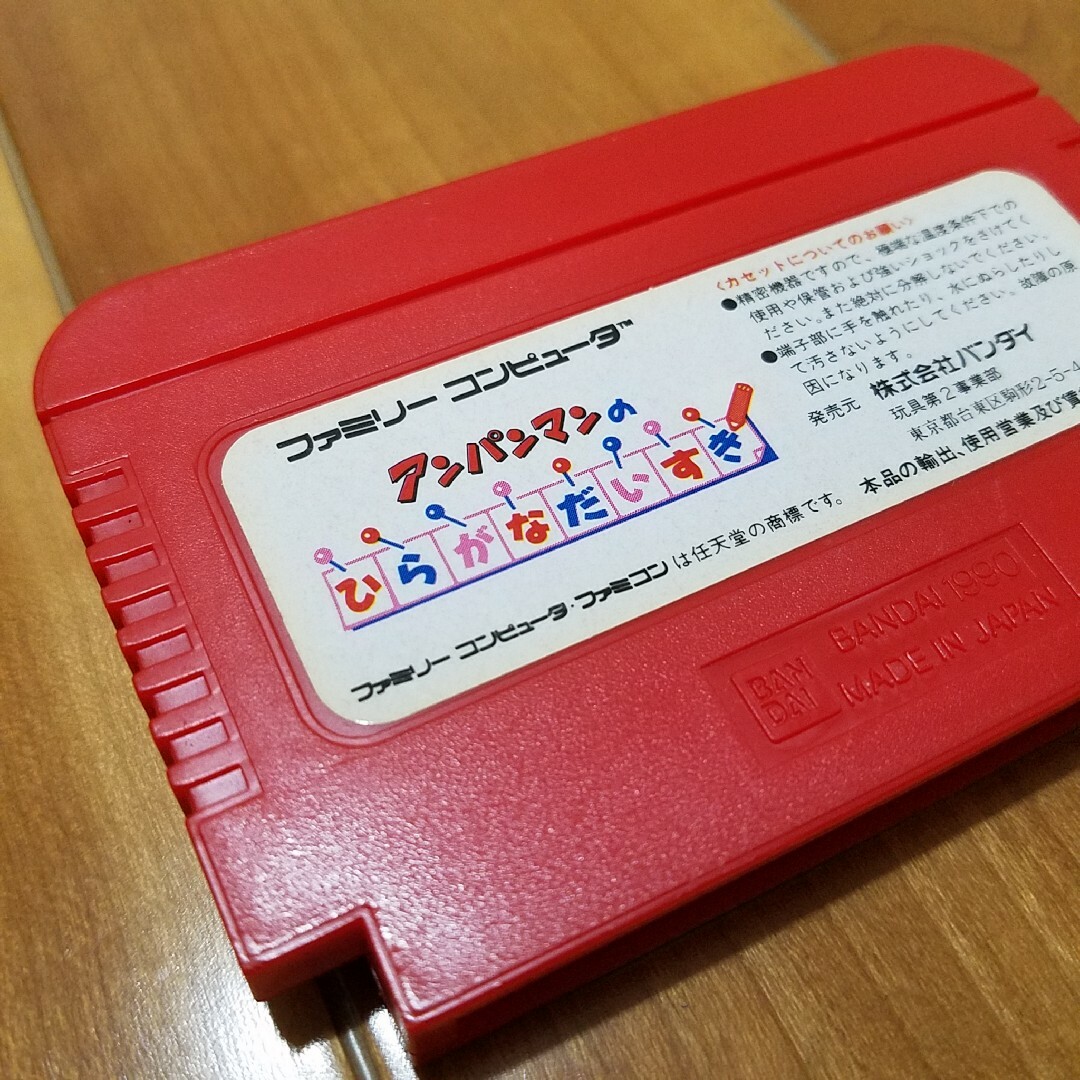 ファミリー コンピュータ™
アンパンマンの
ひらがなだいすき
ファミリー コンピュータ・ファミコンは任天堂の商標です。
〈カセットについてのお願い〉
●精密機器ですので、極端な温度条件下での
使用や保管および強いショックをさけてく
ださい。また絶対に分解しないでください。
●端子部に手を触れたり、水にぬらしたりし
て汚さないようにしてください。故障の原
因になります。
発売元 株式会社バンダイ
玩具第2事業部
東京都台東区駒形2-5-4
本品の輸出、使用営業及び賃
BAN
DAI
BANDAI 1990
MADE IN JAPAN